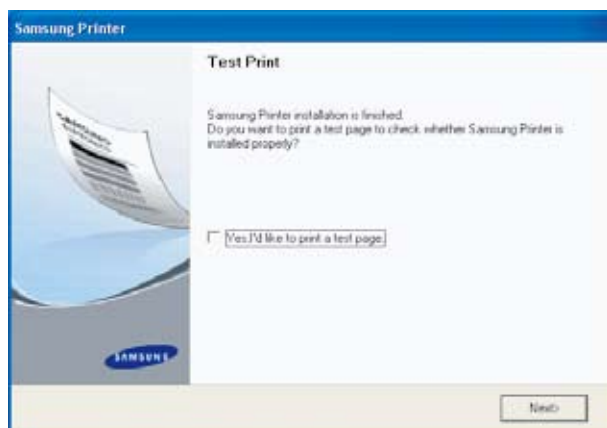 Samsung Printer
Test Print
Samsung Printer installation is finished.
Do you want to print a test page to check whether Samsung Printer is
installed properly?
Yes.I'd like to print a test page.
SAMSUNG
Next>